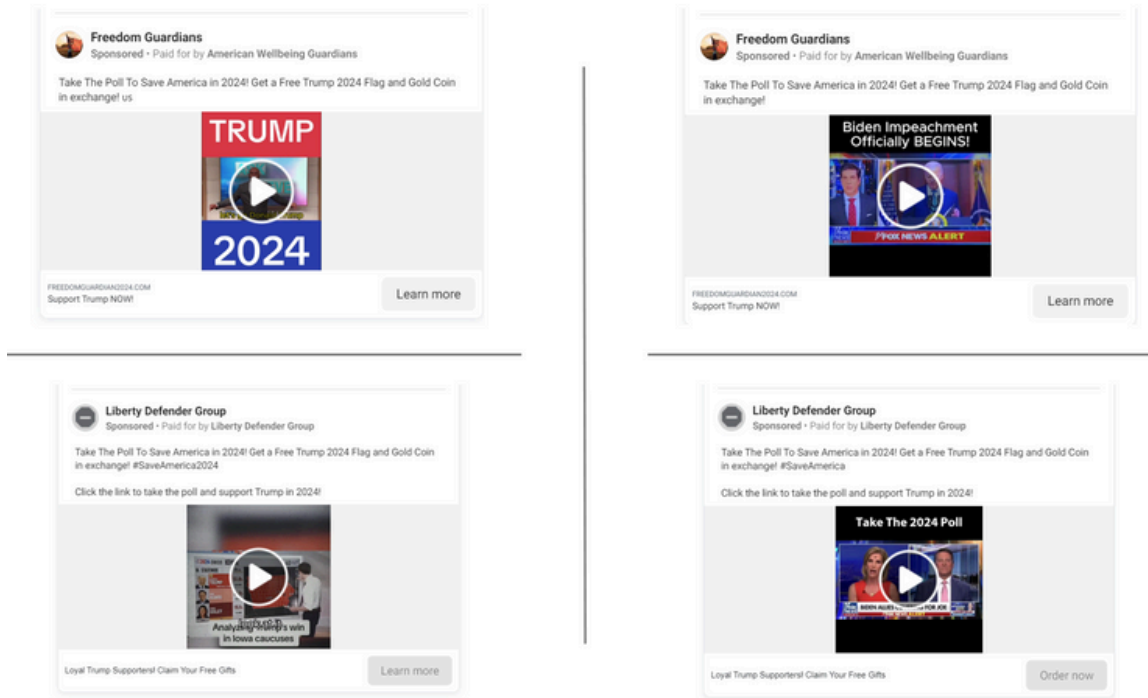 Freedom Guardians
Sponsored • Paid for by American Wellbeing Guardians
Take The Poll To Save America in 2024! Get a Free Trump 2024 Flag and Gold Coin
in exchange! us
TRUMP
2024
FREEDOMGUARDIAN2024.COM
Support Trump NOW!
Learn more
Freedom Guardians
Sponsored • Paid for by American Wellbeing Guardians
Take The Poll To Save America in 2024! Get a Free Trump 2024 Flag and Gold Coin
in exchange!
Biden Impeachment
Officially BEGINS!
FOX NEWS ALERT
FREEDOMGUARDIAN2024.COM
Support Trump NOW!
Learn more
Liberty Defender Group
Sponsored • Paid for by Liberty Defender Group
Take The Poll To Save America in 2024! Get a Free Trump 2024 Flag and Gold Coin
in exchange! #SaveAmerica2024
Click the link to take the poll and support Trump in 2024!
Analyzing Trump's win
in Iowa caucuses
Loyal Trump Supporters! Claim Your Free Gifts
Learn more
Liberty Defender Group
Sponsored • Paid for by Liberty Defender Group
Take The Poll To Save America in 2024! Get a Free Trump 2024 Flag and Gold Coin
in exchange! #SaveAmerica
Click the link to take the poll and support Trump in 2024!
Take The 2024 Poll
BIDEN ALLIES FOR JOE
Loyal Trump Supporters! Claim Your Free Gifts
Order now